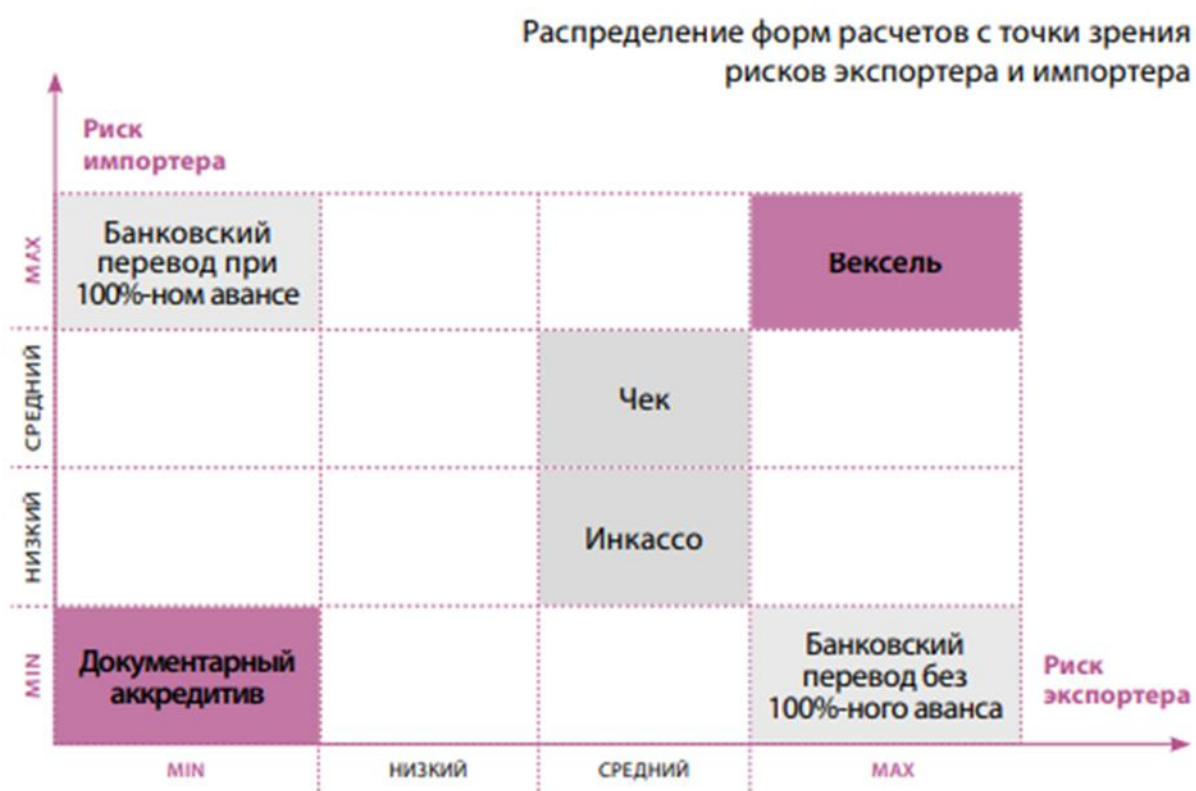 Распределение форм расчетов с точки зрения
рисков экспортера и импортера
Риск
импортера
MAX
Банковский
перевод при
100%-ном авансе
Вексель
СРЕДНИЙ
Чек
НИЗКИЙ
Инкассо
MIN
Документарный
аккредитив
Банковский
перевод без
100%-ного аванса
Риск
экспортера
MIN
НИЗКИЙ
СРЕДНИЙ
MAX